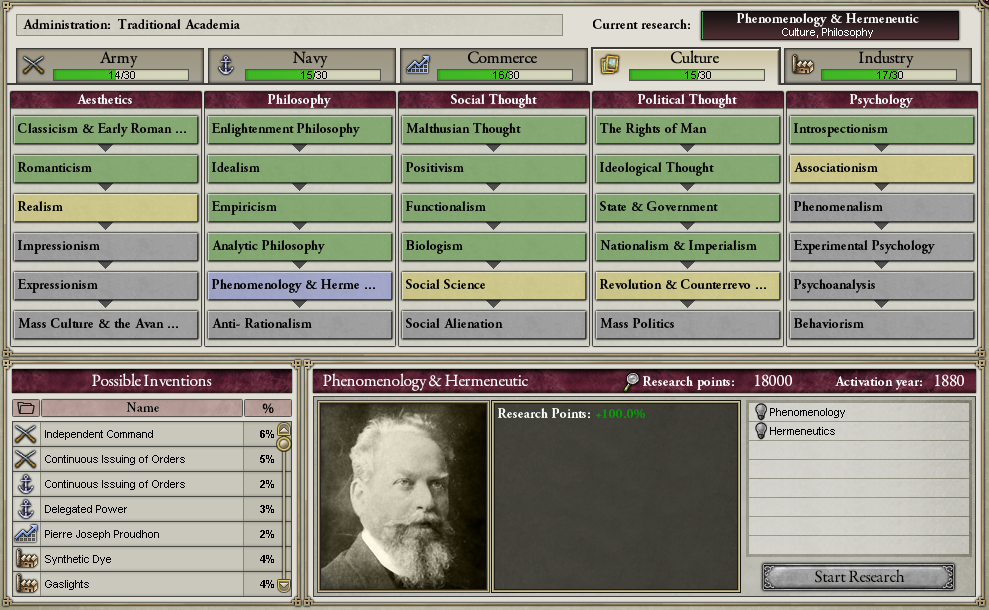 Administration: Traditional Academia
Current research:
Phenomenology & Hermeneutic
Culture, Philosophy
Army
14/30
Navy
15/30
Commerce
16/30
Culture
15/30
Industry
17/30
Aesthetics
Philosophy
Social Thought
Political Thought
Psychology
Classicism & Early Roman ...
Enlightenment Philosophy
Malthusian Thought
The Rights of Man
Introspectionism
Romanticism
Idealism
Positivism
Ideological Thought
Associationism
Realism
Empiricism
Functionalism
State & Government
Phenomenalism
Impressionism
Analytic Philosophy
Biologism
Nationalism & Imperialism
Experimental Psychology
Expressionism
Phenomenology & Herme ...
Social Science
Revolution & Counterrevo ...
Psychoanalysis
Mass Culture & the Avan ...
Anti- Rationalism
Social Alienation
Mass Politics
Behaviorism
Possible Inventions
Name %
Independent Command 6%
Continuous Issuing of Orders 5%
Continuous Issuing of Orders 2%
Delegated Power 3%
Pierre Joseph Proudhon 2%
Synthetic Dye 4%
Gaslights 4%
Phenomenology & Hermeneutic
Research points: 18000
Activation year: 1880
Research Points: +100.0%
Phenomenology
Hermeneutics
Start Research